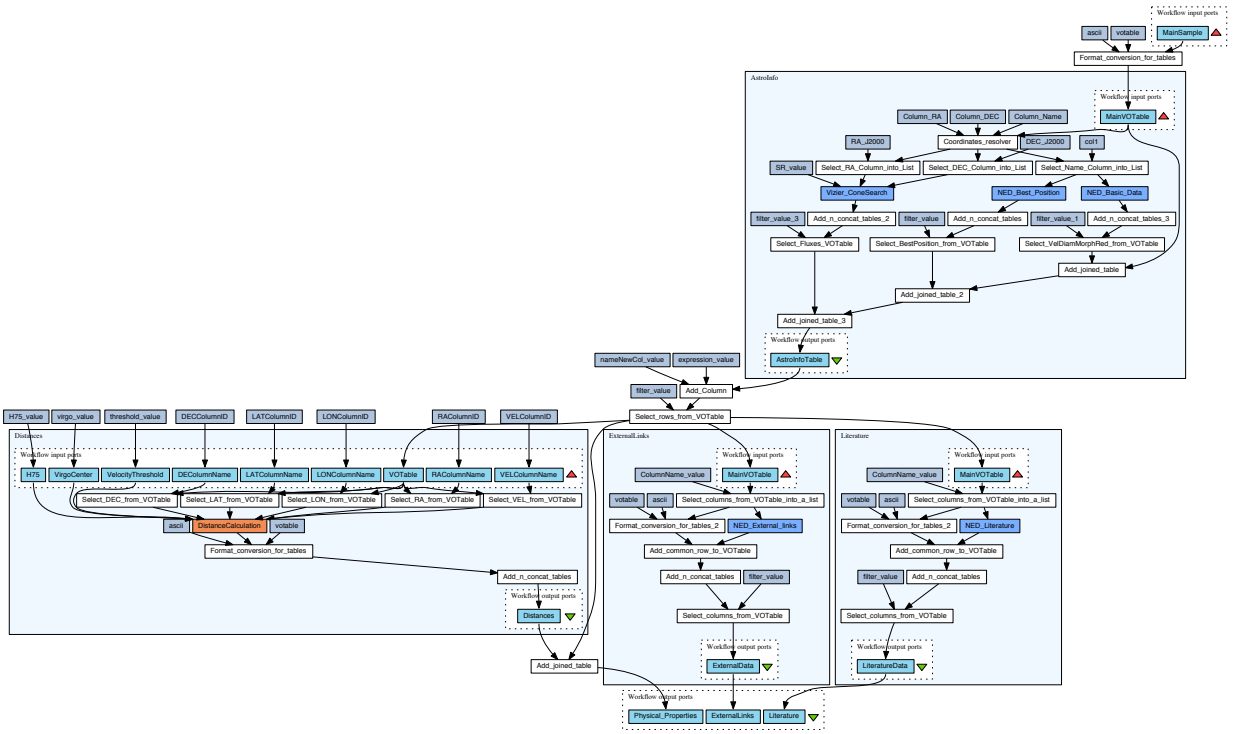 Workflow input ports
ascii votable MainSample
Format_conversion_for_tables
AstroInfo
Workflow input ports
Column_RA Column_DEC Column_Name MainVOTable
RA_J2000 Coordinates_resolver DEC_J2000 col1
SR_value Select_RA_Column_into_List Select_DEC_Column_into_List Select_Name_Column_into_List
Vizier_ConeSearch NED_Best_Position NED_Basic_Data
filter_value_3 Add_n_concat_tables_2 filter_value Add_n_concat_tables filter_value_1 Add_n_concat_tables_3
Select_Fluxes_VOTable Select_BestPosition_from_VOTable Select_VelDiamMorphRed_from_VOTable
Add_joined_table
Add_joined_table_2
Add_joined_table_3
Workflow output ports
AstroInfoTable
nameNewCol_value expression_value
filter_value Add_Column
H75_value virgo_value threshold_value DECColumnID LATColumnID LONColumnID RAColumnID VELColumnID Select_rows_from_VOTable
Distances ExternalLinks Literature
Workflow input ports Workflow input ports Workflow input ports
H75 VirgoCenter VelocityThreshold DEColumnName LATColumnName LONColumnName VOTable RAColumnName VELColumnName ColumnName_value MainVOTable ColumnName_value MainVOTable
Select_DEC_from_VOTable Select_LAT_from_VOTable Select_LON_from_VOTable Select_RA_from_VOTable Select_VEL_from_VOTable votable ascii Select_columns_from_VOTable_into_a_list votable ascii Select_columns_from_VOTable_into_a_list
ascii DistanceCalculation votable Format_conversion_for_tables_2 NED_External_links Format_conversion_for_tables_2 NED_Literature
Format_conversion_for_tables Add_common_row_to_VOTable Add_common_row_to_VOTable
Add_n_concat_tables Add_n_concat_tables filter_value filter_value Add_n_concat_tables
Workflow output ports
Distances Select_columns_from_VOTable Select_columns_from_VOTable
Workflow output ports Workflow output ports
Add_joined_table ExternalData LiteratureData
Workflow output ports
Physical_Properties ExternalLinks Literature